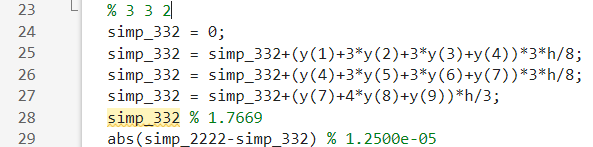 23 % 3 3 2
24 simp_332 = 0;
25 simp_332 = simp_332+(y(1)+3*y(2)+3*y(3)+y(4))*3*h/8;
26 simp_332 = simp_332+(y(4)+3*y(5)+3*y(6)+y(7))*3*h/8;
27 simp_332 = simp_332+(y(7)+4*y(8)+y(9))*h/3;
28 simp_332 % 1.7669
29 abs(simp_2222-simp_332) % 1.2500e-05